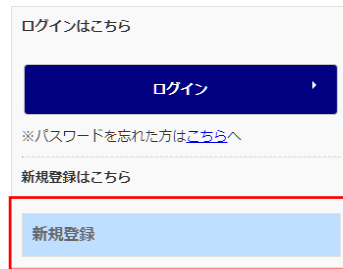 ログインはこちら
ログイン
※パスワードを忘れた方はこちらへ
新規登録はこちら
新規登録